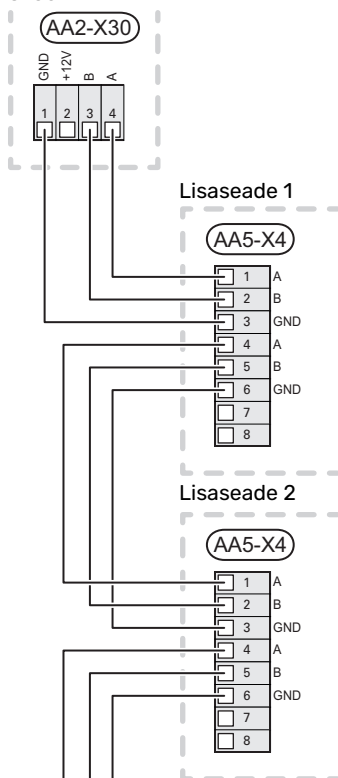 AA2-X30
GND
+12V
B
A
1 2 3 4
Lisaseade 1
AA5-X4
1 A
2 B
3 GND
4 A
5 B
6 GND
7
8
Lisaseade 2
AA5-X4
1 A
2 B
3 GND
4 A
5 B
6 GND
7
8